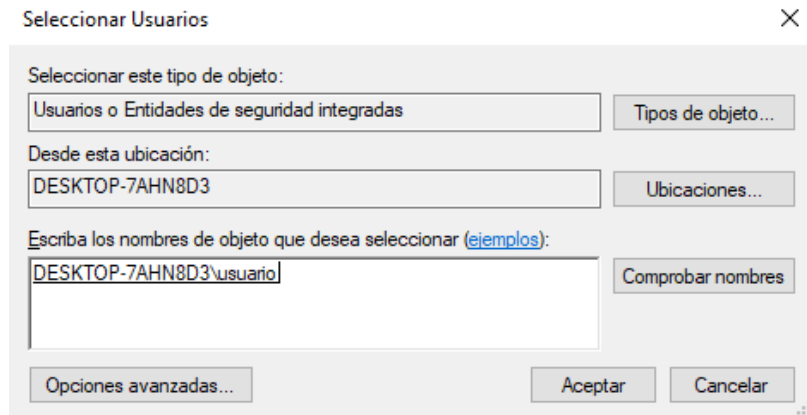 Seleccionar Usuarios
Seleccionar este tipo de objeto:
Usuarios o Entidades de seguridad integradas
Tipos de objeto...
Desde esta ubicación:
DESKTOP-7AHN8D3
Ubicaciones...
Escriba los nombres de objeto que desea seleccionar (ejemplos):
DESKTOP-7AHN8D3\usuario
Comprobar nombres
Opciones avanzadas...
Aceptar
Cancelar